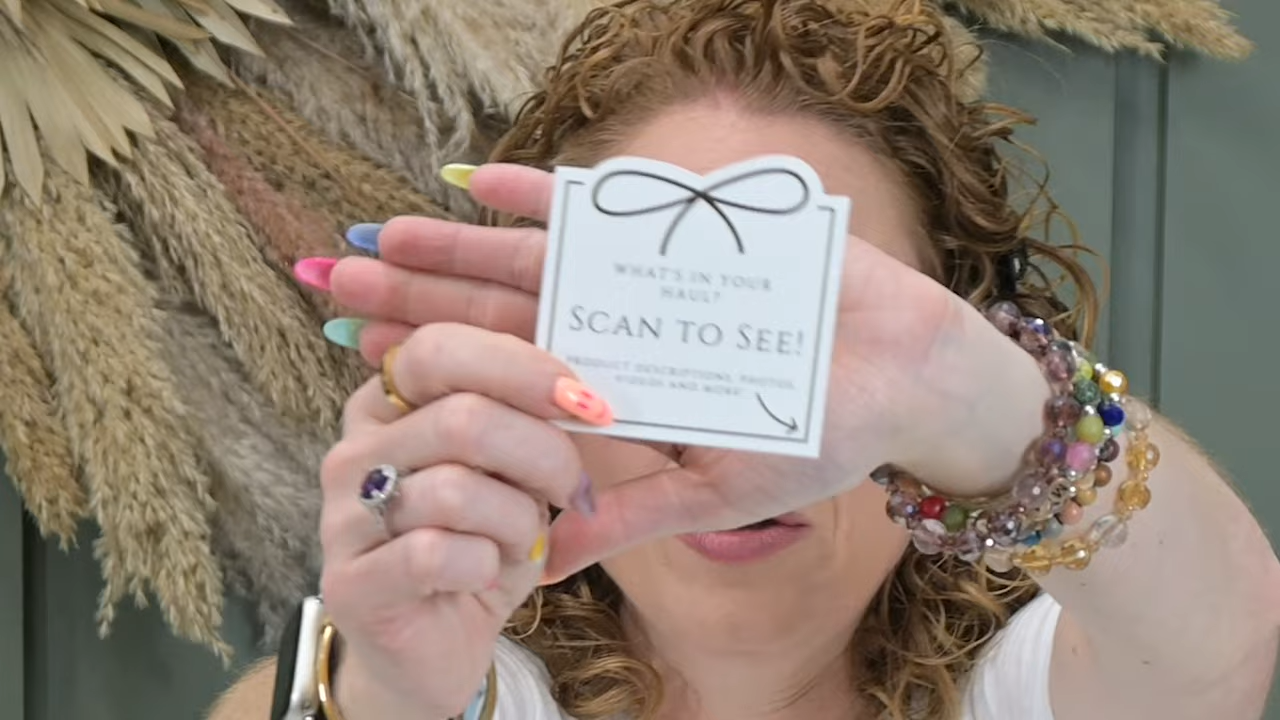 WHAT'S IN YOUR
HAUL?
SCAN TO SEE!
PRODUCT DESCRIPTIONS, PHOTOS,
VIDEOS AND MORE